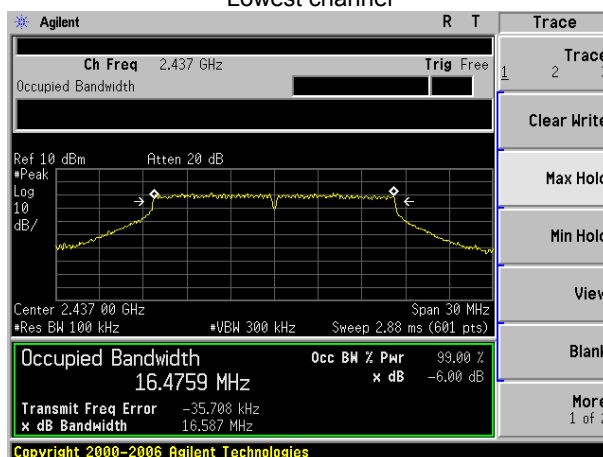 Lowest channel
Agilent R T Trace
Ch Freq 2.437 GHz Trig Free
Occupied Bandwidth
Trace
1 2
Clear Write
Max Hold
Min Hold
View
Blank
More
1 of 2
Ref 10 dBm Atten 20 dB
#Peak
Log
10
dB/
Center 2.437 00 GHz Span 30 MHz
#Res BW 100 kHz #VBW 300 kHz Sweep 2.88 ms (601 pts)
Occupied Bandwidth Occ BW % Pwr 99.00 %
16.4759 MHz x dB -6.00 dB
Transmit Freq Error -35.708 kHz
x dB Bandwidth 16.587 MHz
Copyright 2000-2006 Agilent Technologies